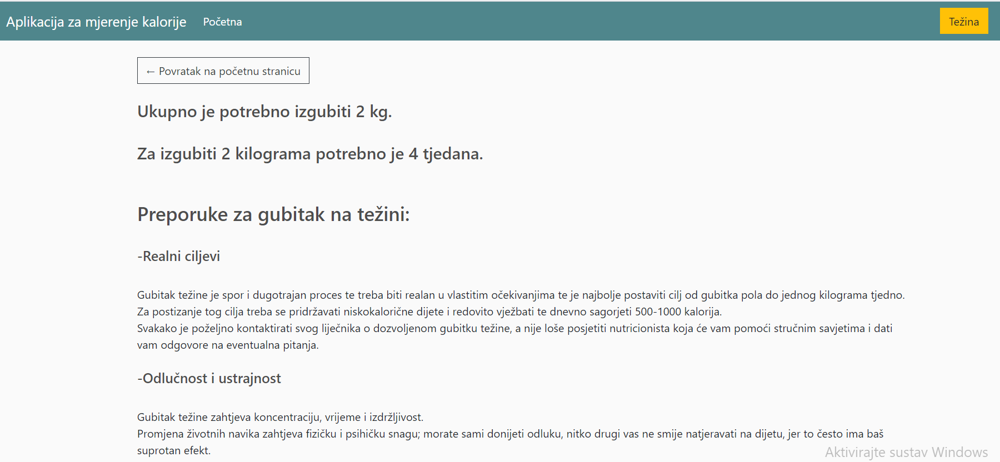 Aplikacija za mjerenje kalorije Početna Težina
← Povratak na početnu stranicu
Ukupno je potrebno izgubiti 2 kg.
Za izgubiti 2 kilograma potrebno je 4 tjedana.
Preporuke za gubitak na težini:
-Realni ciljevi
Gubitak težine je spor i dugotrajan proces te treba biti realan u vlastitim očekivanjima te je najbolje postaviti cilj od gubitka pola do jednog kilograma tjedno.
Za postizanje tog cilja treba se pridržavati niskokalorične dijete i redovito vježbati te dnevno sagorjeti 500-1000 kalorija.
Svakako je poželjno kontaktirati svog liječnika o dozvoljenom gubitku težine, a nije loše posjetiti nutricionista koja će vam pomoći stručnim savjetima i dati
vam odgovore na eventualna pitanja.
-Odlučnost i ustrajnost
Gubitak težine zahtjeva koncentraciju, vrijeme i izdržljivost.
Promjena životnih navika zahtjeva fizičku i psihičku snagu; morate sami donijeti odluku, nitko drugi vas ne smije natjeravati na dijetu, jer to često ima baš
suprotan efekt.
Aktivirajte sustav Windows